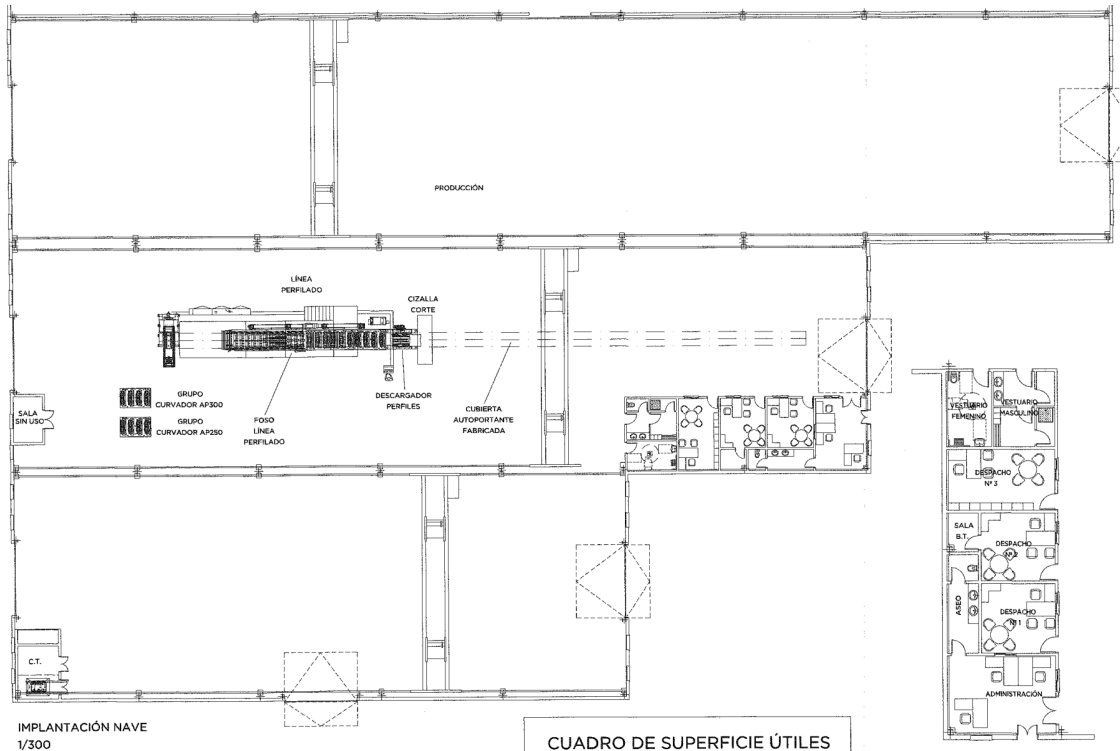 PRODUCCIÓN
LÍNEA
PERFILADO
CIZALLA
CORTE
GRUPO
CURVADOR AP300
GRUPO
CURVADOR AP250
FOSO
LÍNEA
PERFILADO
DESCARGADOR
PERFILES
CUBIERTA
AUTOPORTANTE
FABRICADA
SALA
SIN USO
C.T.
VESTUARIO
FEMENINO
VESTUARIO
MASCULINO
DESPACHO
Nº 3
SALA
B.T.
DESPACHO
Nº 2
ASEO
DESPACHO
Nº 1
ADMINISTRACIÓN
IMPLANTACIÓN NAVE
1/300
CUADRO DE SUPERFICIE ÚTILES